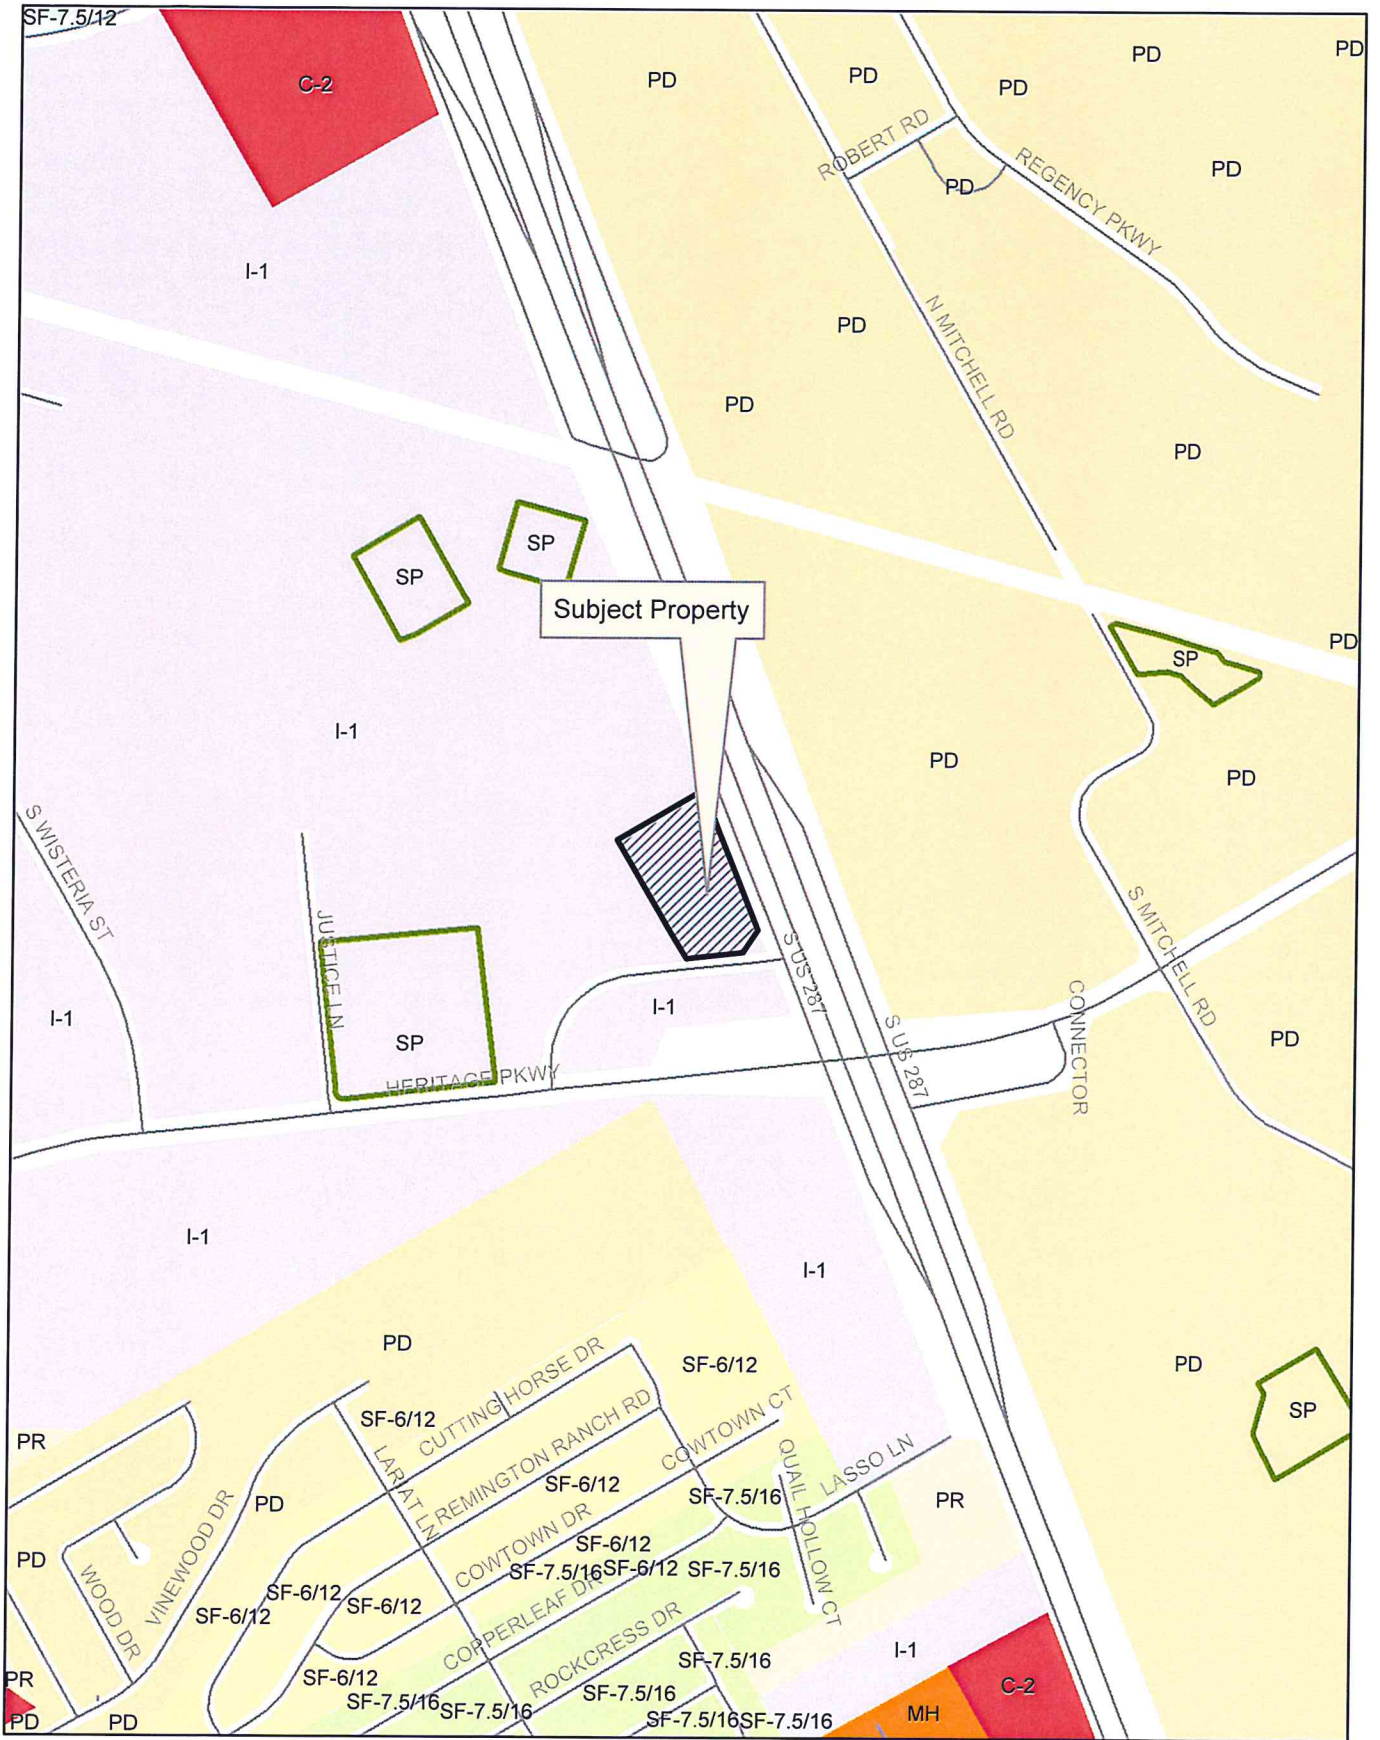 SF-7.5/12
C-2
PD
PD
PD
PD
PD
ROBERT RD
PD
REGENCY PKWY
PD
I-1
N MITCHELL RD
PD
PD
PD
SP
SP
Subject Property
SP
PD
I-1
PD
PD
S WISTERIA ST
JUSTICE LN
S MITCHELL RD
S US 287
S US 287
CONNECTOR
I-1
I-1
SP
PD
HERITAGE PKWY
I-1
I-1
PD
SF-6/12
PD
SP
CUTTING HORSE DR
SF-6/12
REMINGTON RANCH RD
COWTOWN CT
PR
LARIAT LN
QUAIL HOLLOW CT
LASSO LN
SF-6/12
SF-7.5/16
PR
PD
VINEWOOD DR
COWTOWN DR
SF-6/12
PD
SF-7.5/16
SF-6/12
SF-7.5/16
WOOD DR
SF-6/12
SF-6/12
SF-6/12
COPPERLEAF DR
ROCKCRESS DR
I-1
SF-7.5/16
SF-6/12
PR
C-2
SF-7.5/16
SF-7.5/16
SF-7.5/16
MH
PD
PD
SF-7.5/16
SF-7.5/16